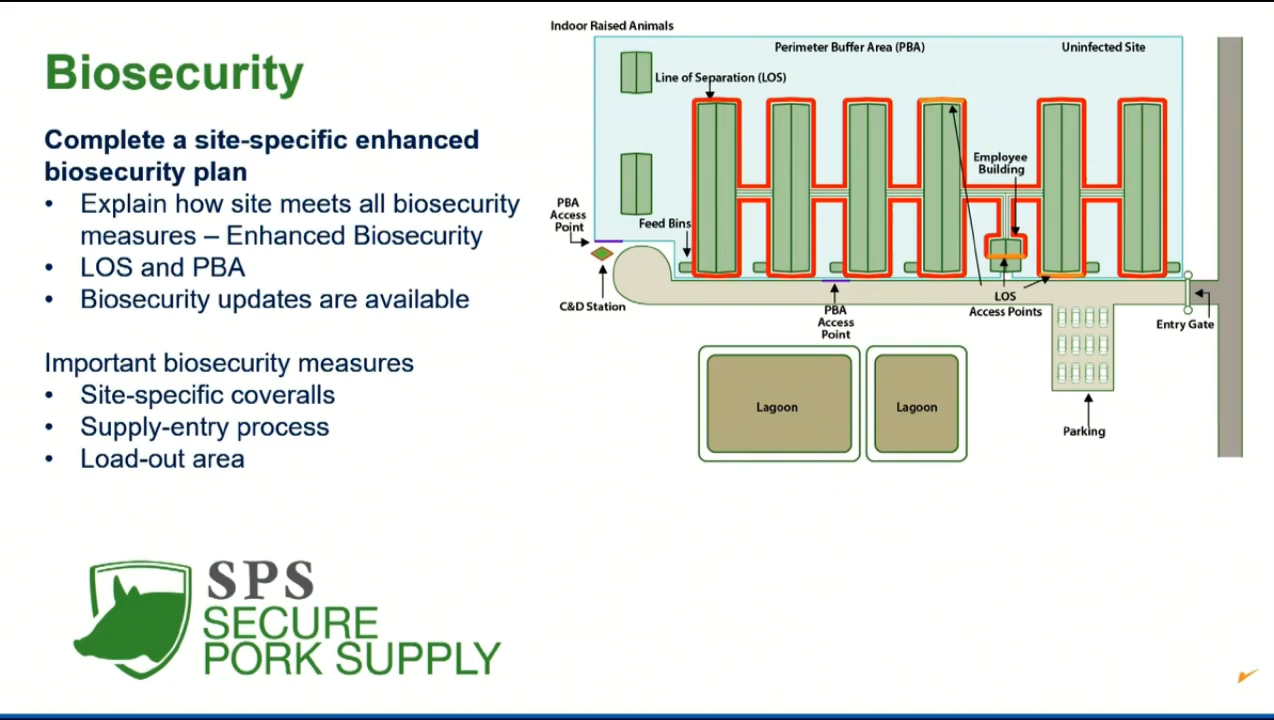 Biosecurity
Complete a site-specific enhanced
biosecurity plan
• Explain how site meets all biosecurity
measures – Enhanced Biosecurity
• LOS and PBA
• Biosecurity updates are available
Important biosecurity measures
• Site-specific coveralls
• Supply-entry process
• Load-out area
SPS
SECURE
PORK SUPPLY
Indoor Raised Animals
Perimeter Buffer Area (PBA)
Uninfected Site
Line of Separation (LOS)
Employee
Building
PBA
Access
Point
Feed Bins
C&D Station
PBA
Access
Point
LOS
Access Points
Entry Gate
Lagoon
Lagoon
Parking